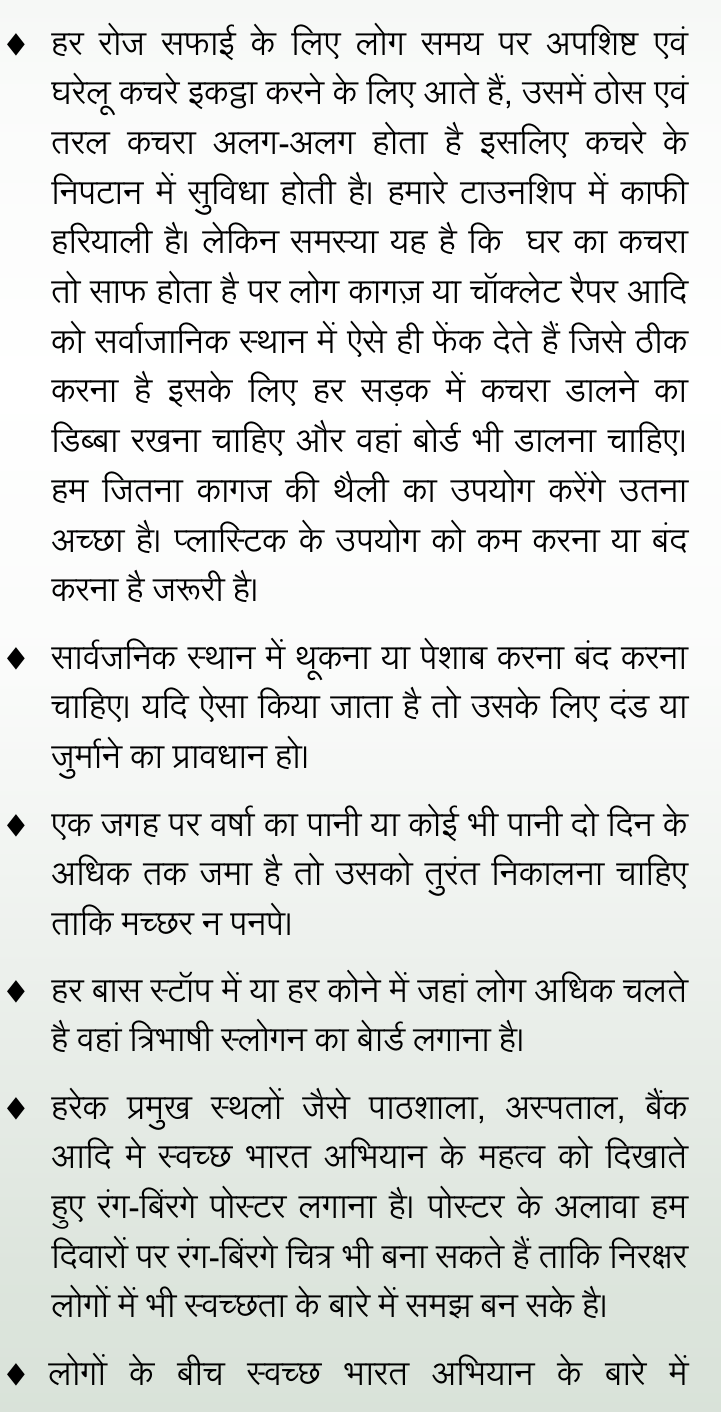 ♦ हर रोज सफाई के लिए लोग समय पर अपशिष्ट एवं
घरेलू कचरे इकट्ठा करने के लिए आते हैं, उसमें ठोस एवं
तरल कचरा अलग-अलग होता है इसलिए कचरे के
निपटान में सुविधा होती है। हमारे टाउनशिप में काफी
हरियाली है। लेकिन समस्या यह है कि घर का कचरा
तो साफ होता है पर लोग कागज़ या चॉक्लेट रैपर आदि
को सर्वाजानिक स्थान में ऐसे ही फेंक देते हैं जिसे ठीक
करना है इसके लिए हर सड़क में कचरा डालने का
डिब्बा रखना चाहिए और वहां बोर्ड भी डालना चाहिए।
हम जितना कागज की थैली का उपयोग करेंगे उतना
अच्छा है। प्लास्टिक के उपयोग को कम करना या बंद
करना है जरूरी है।
♦ सार्वजनिक स्थान में थूकना या पेशाब करना बंद करना
चाहिए। यदि ऐसा किया जाता है तो उसके लिए दंड या
जुर्माने का प्रावधान हो।
♦ एक जगह पर वर्षा का पानी या कोई भी पानी दो दिन के
अधिक तक जमा है तो उसको तुरंत निकालना चाहिए
ताकि मच्छर न पनपे।
♦ हर बास स्टॉप में या हर कोने में जहां लोग अधिक चलते
है वहां त्रिभाषी स्लोगन का बेार्ड लगाना है।
♦ हरेक प्रमुख स्थलों जैसे पाठशाला, अस्पताल, बैंक
आदि मे स्वच्छ भारत अभियान के महत्व को दिखाते
हुए रंग-बिंरगे पोस्टर लगाना है। पोस्टर के अलावा हम
दिवारों पर रंग-बिंरगे चित्र भी बना सकते हैं ताकि निरक्षर
लोगों में भी स्वच्छता के बारे में समझ बन सके है।
♦ लोगों के बीच स्वच्छ भारत अभियान के बारे में